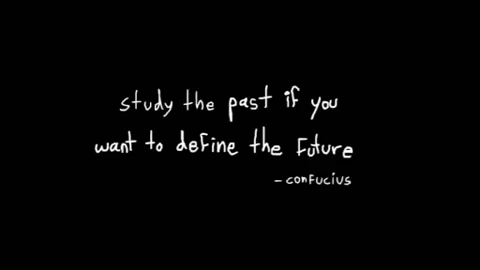 study the past if you
want to define the future
- confucius